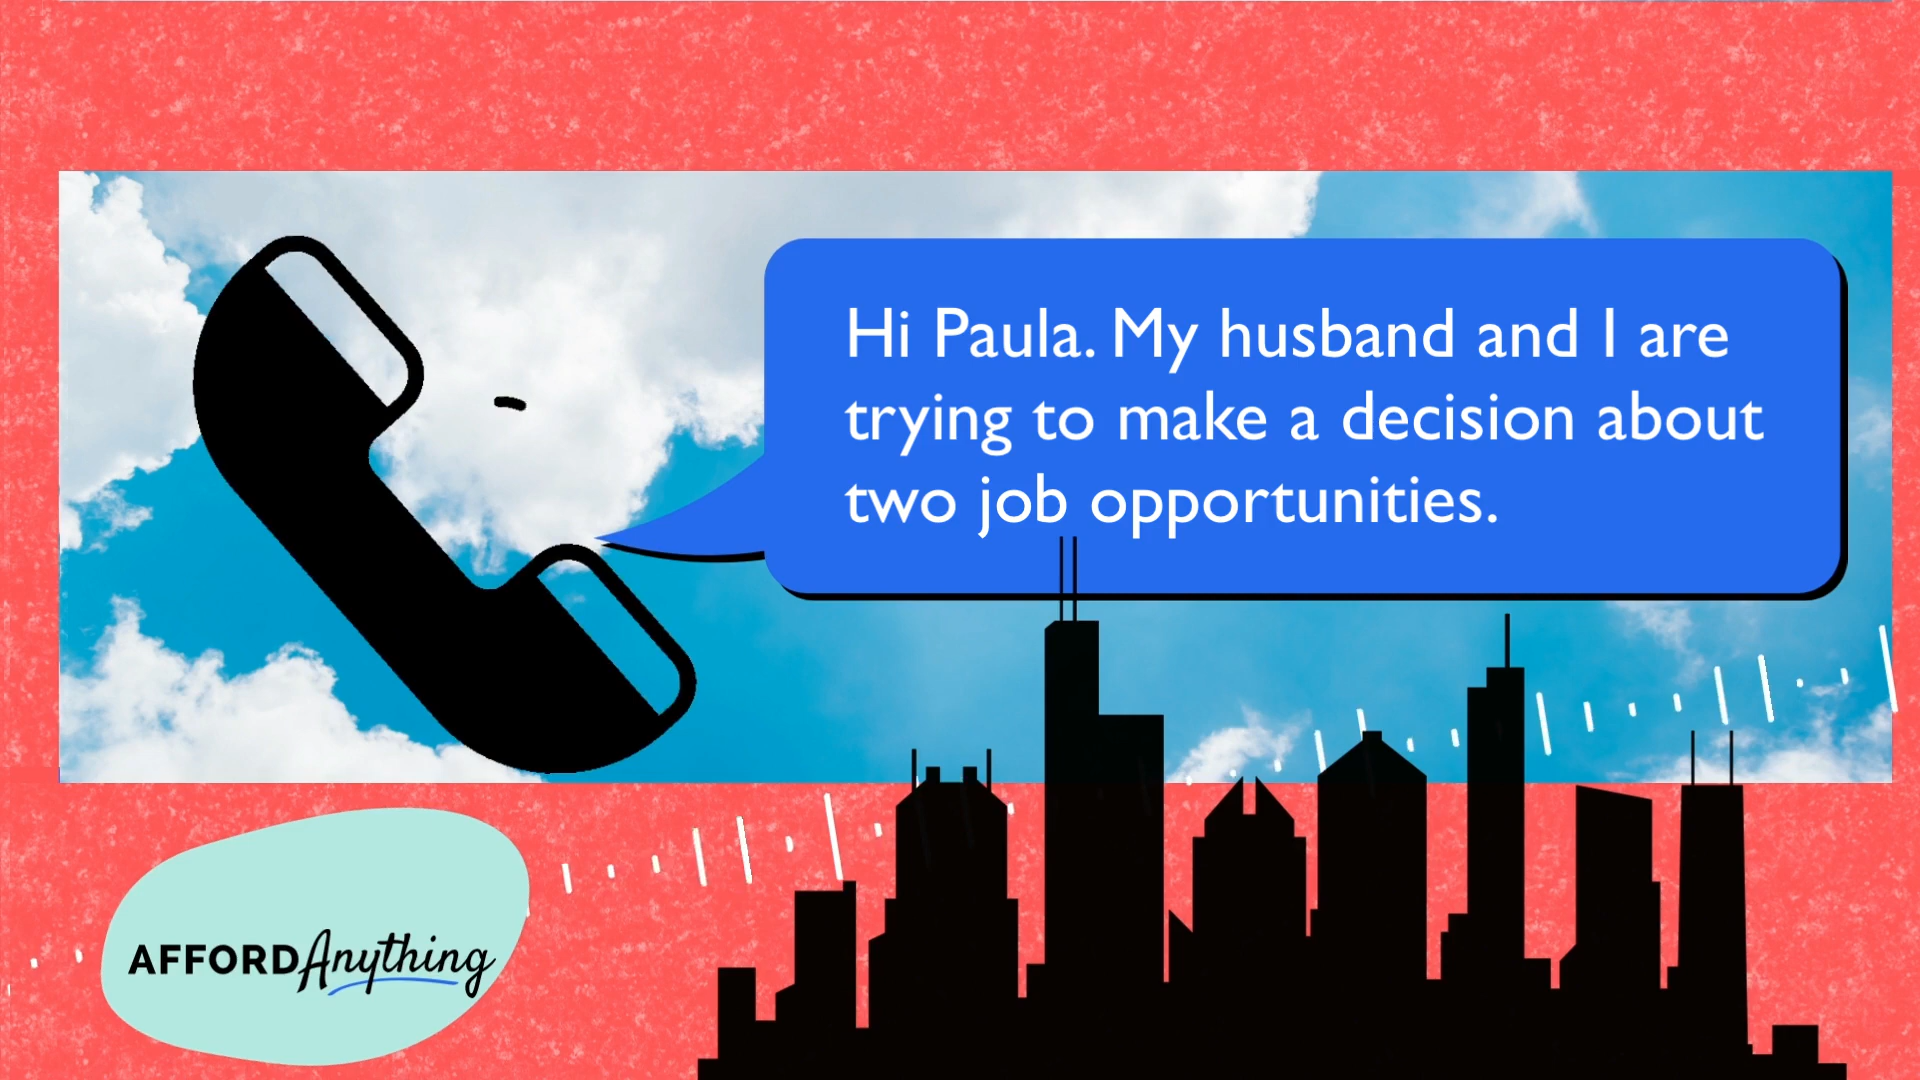 Hi Paula. My husband and I are
trying to make a decision about
two job opportunities.
AFFORDAnything